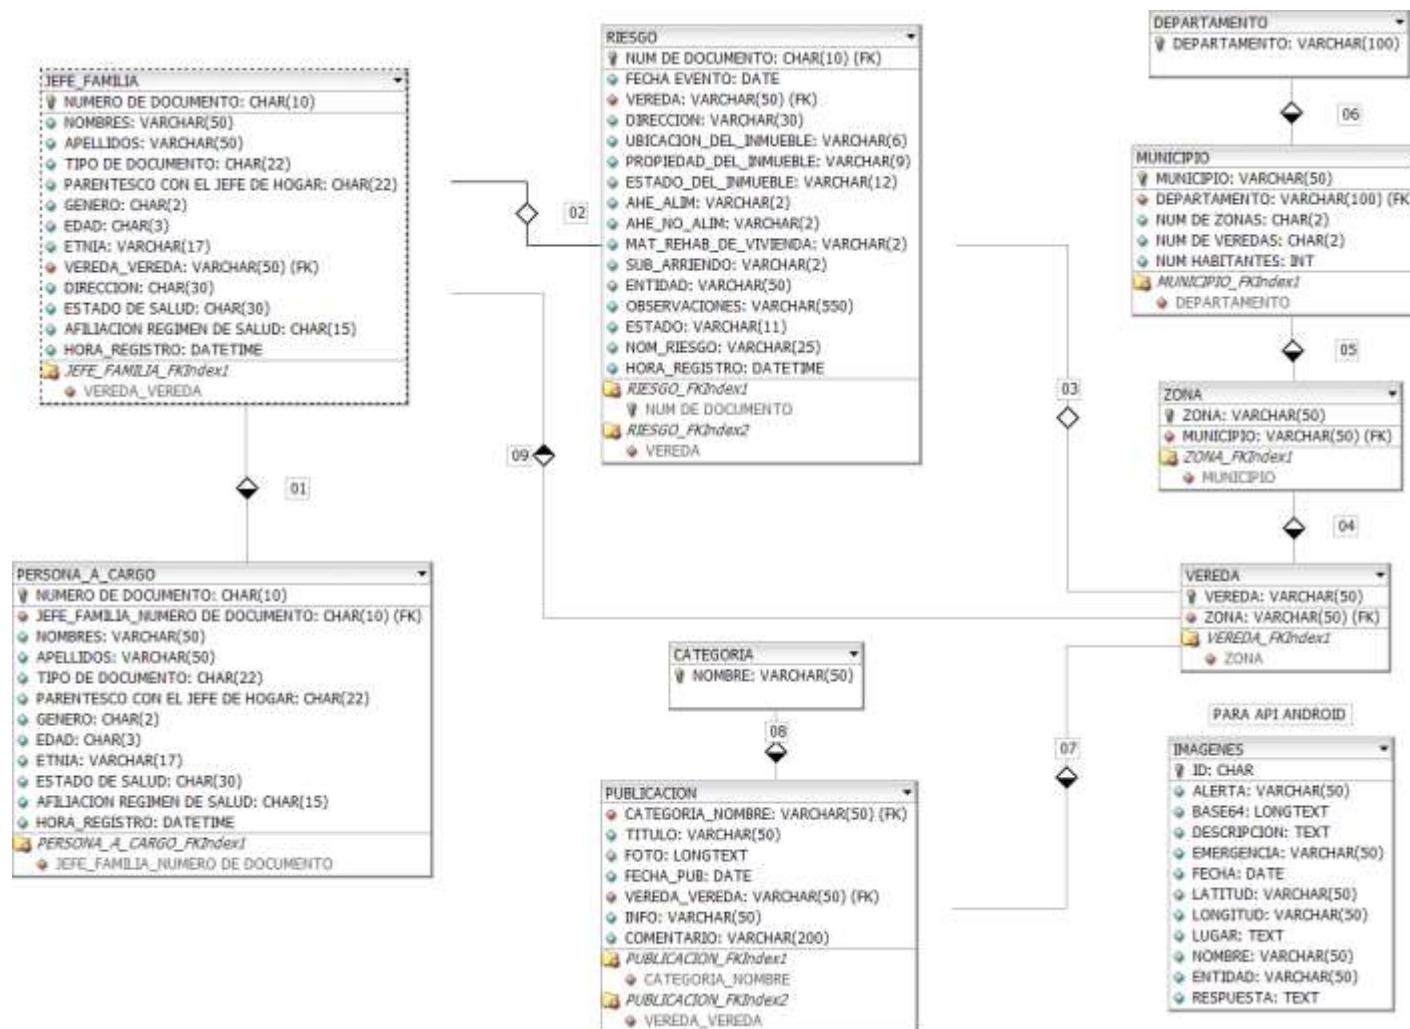 JEFE_FAMILIA
NUMERO DE DOCUMENTO: CHAR(10)
NOMBRES: VARCHAR(50)
APELLIDOS: VARCHAR(50)
TIPO DE DOCUMENTO: CHAR(22)
PARENTESCO CON EL JEFE DE HOGAR: CHAR(22)
GENERO: CHAR(2)
EDAD: CHAR(3)
ETNIA: VARCHAR(17)
VEREDA_VEREDA: VARCHAR(50) (FK)
DIRECCION: CHAR(30)
ESTADO DE SALUD: CHAR(30)
AFILIACION REGIMEN DE SALUD: CHAR(15)
HORA_REGISTRO: DATETIME
JEFE_FAMILIA_FKIndex1
VEREDA_VEREDA
01
PERSONA_A_CARGO
NUMERO DE DOCUMENTO: CHAR(10)
JEFE_FAMILIA_NUMERO DE DOCUMENTO: CHAR(10) (FK)
NOMBRES: VARCHAR(50)
APELLIDOS: VARCHAR(50)
TIPO DE DOCUMENTO: CHAR(22)
PARENTESCO CON EL JEFE DE HOGAR: CHAR(22)
GENERO: CHAR(2)
EDAD: CHAR(3)
ETNIA: VARCHAR(17)
ESTADO DE SALUD: CHAR(30)
AFILIACION REGIMEN DE SALUD: CHAR(15)
HORA_REGISTRO: DATETIME
PERSONA_A_CARGO_FKIndex1
JEFE_FAMILIA_NUMERO DE DOCUMENTO
02
09
RIESGO
NUM DE DOCUMENTO: CHAR(10) (FK)
FECHA EVENTO: DATE
VEREDA: VARCHAR(50) (FK)
DIRECCION: VARCHAR(30)
UBICACION_DEL_INMUEBLE: VARCHAR(6)
PROPIEDAD_DEL_INMUEBLE: VARCHAR(9)
ESTADO_DEL_INMUEBLE: VARCHAR(12)
AHE_ALIM: VARCHAR(2)
AHE_NO_ALIM: VARCHAR(2)
MAT_REHAB_DE_VIVIENDA: VARCHAR(2)
SUB_ARRIENDO: VARCHAR(2)
ENTIDAD: VARCHAR(50)
OBSERVACIONES: VARCHAR(550)
ESTADO: VARCHAR(11)
NOM_RIESGO: VARCHAR(25)
HORA_REGISTRO: DATETIME
RIESGO_FKIndex1
NUM DE DOCUMENTO
RIESGO_FKIndex2
VEREDA
03
CATEGORIA
NOMBRE: VARCHAR(50)
08
PUBLICACION
CATEGORIA_NOMBRE: VARCHAR(50) (FK)
TITULO: VARCHAR(50)
FOTO: LONGTEXT
FECHA_PUB: DATE
VEREDA_VEREDA: VARCHAR(50) (FK)
INFO: VARCHAR(50)
COMENTARIO: VARCHAR(200)
PUBLICACION_FKIndex1
CATEGORIA_NOMBRE
PUBLICACION_FKIndex2
VEREDA_VEREDA
07
DEPARTAMENTO
DEPARTAMENTO: VARCHAR(100)
06
MUNICIPIO
MUNICIPIO: VARCHAR(50)
DEPARTAMENTO: VARCHAR(100) (FK
NUM DE ZONAS: CHAR(2)
NUM DE VEREDAS: CHAR(2)
NUM HABITANTES: INT
MUNICIPIO_FKIndex1
DEPARTAMENTO
05
ZONA
ZONA: VARCHAR(50)
MUNICIPIO: VARCHAR(50) (FK)
ZONA_FKIndex1
MUNICIPIO
04
VEREDA
VEREDA: VARCHAR(50)
ZONA: VARCHAR(50) (FK)
VEREDA_FKIndex1
ZONA
PARA API ANDROID
IMAGENES
ID: CHAR
ALERTA: VARCHAR(50)
BASE64: LONGTEXT
DESCRIPCION: TEXT
EMERGENCIA: VARCHAR(50)
FECHA: DATE
LATITUD: VARCHAR(50)
LONGITUD: VARCHAR(50)
LUGAR: TEXT
NOMBRE: VARCHAR(50)
ENTIDAD: VARCHAR(50)
RESPUESTA: TEXT